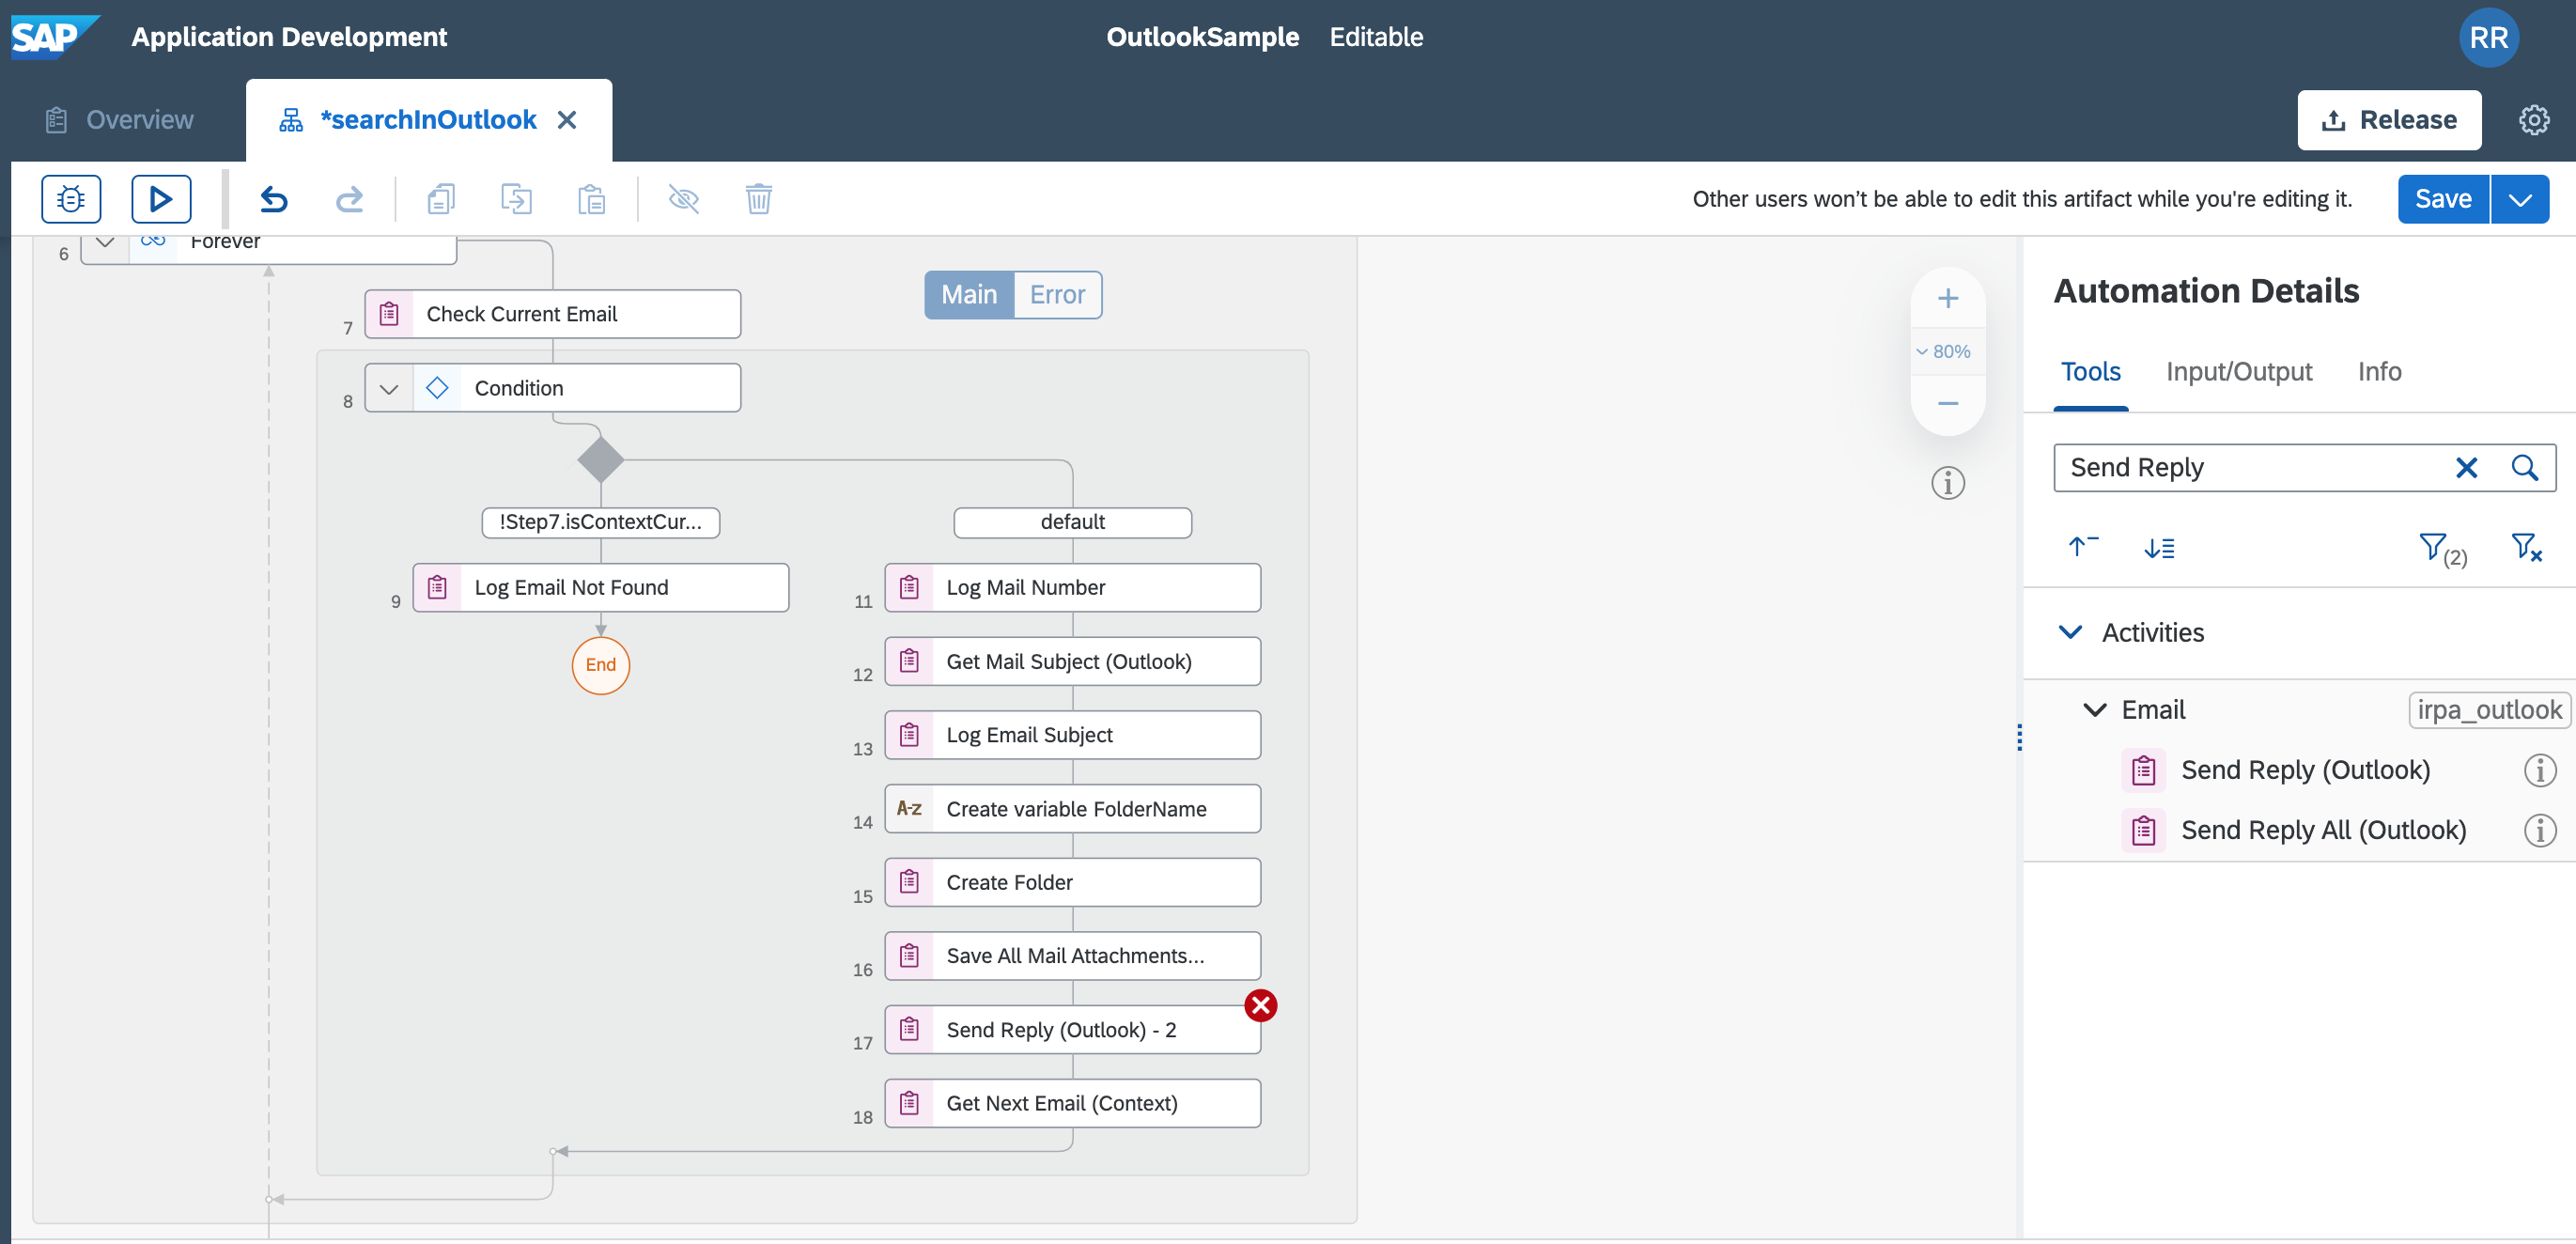 SAP Application Development OutlookSample Editable RR
Overview *searchInOutlook Release
Other users won’t be able to edit this artifact while you're editing it. Save
6 Forever
Main Error
7 Check Current Email
8 Condition
!Step7.isContextCur... default
9 Log Email Not Found
End
11 Log Mail Number
12 Get Mail Subject (Outlook)
13 Log Email Subject
14 A-Z Create variable FolderName
15 Create Folder
16 Save All Mail Attachments...
17 Send Reply (Outlook) - 2
18 Get Next Email (Context)
80%
Automation Details
Tools Input/Output Info
Send Reply
(2)
Activities
Email irpa_outlook
Send Reply (Outlook)
Send Reply All (Outlook)